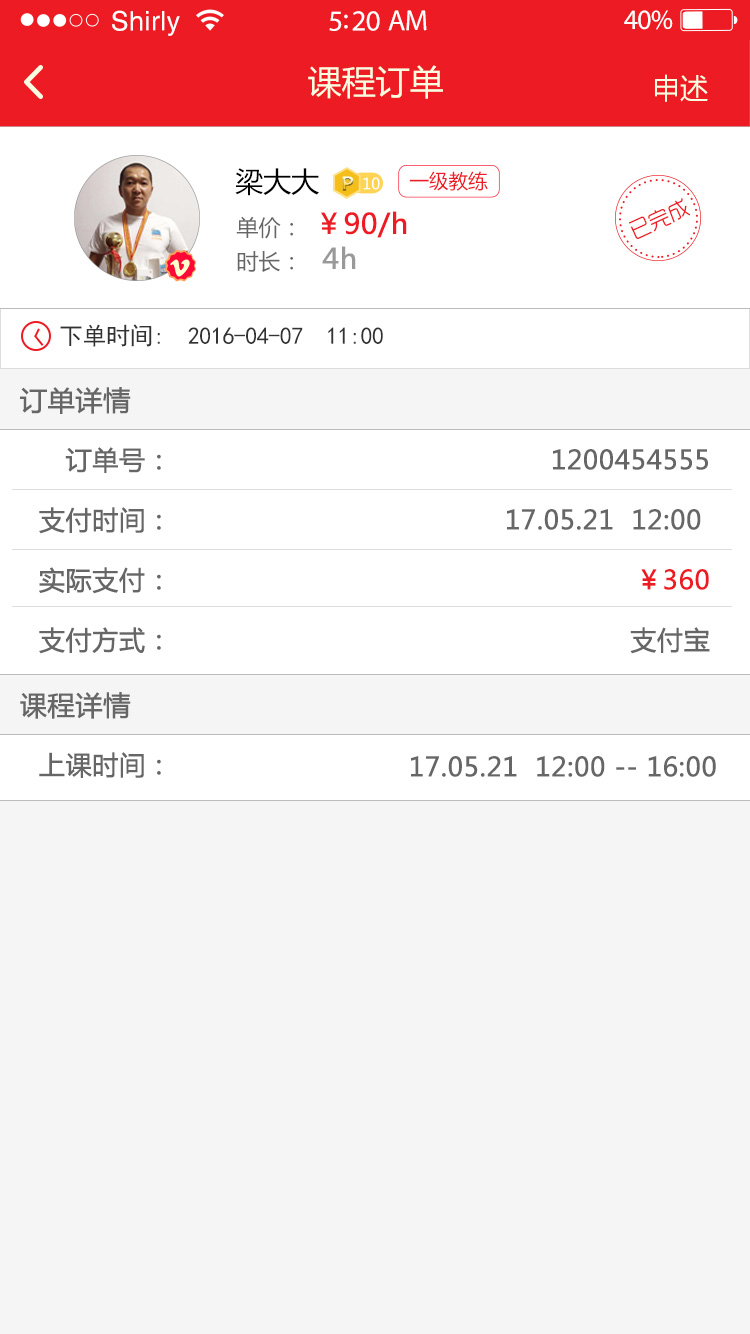 Shirly 5:20 AM 40%
课程订单 申述
梁大大 P 10 一级教练
单价： ￥90/h
已完成
时长： 4h
下单时间: 2016-04-07 11:00
订单详情
订单号： 1200454555
支付时间： 17.05.21 12:00
实际支付： ￥360
支付方式： 支付宝
课程详情
上课时间： 17.05.21 12:00 -- 16:00